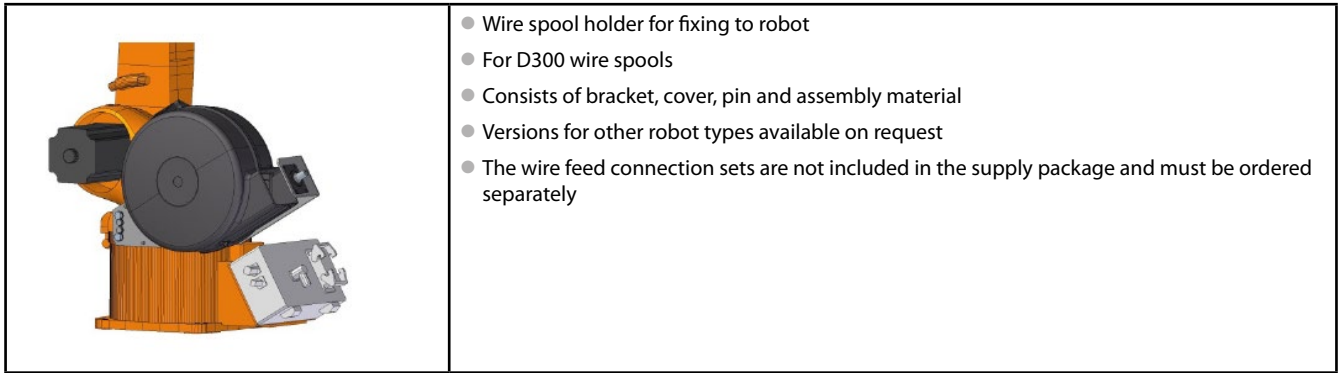 Wire spool holder for fixing to robot
For D300 wire spools
Consists of bracket, cover, pin and assembly material
Versions for other robot types available on request
The wire feed connection sets are not included in the supply package and must be ordered
separately